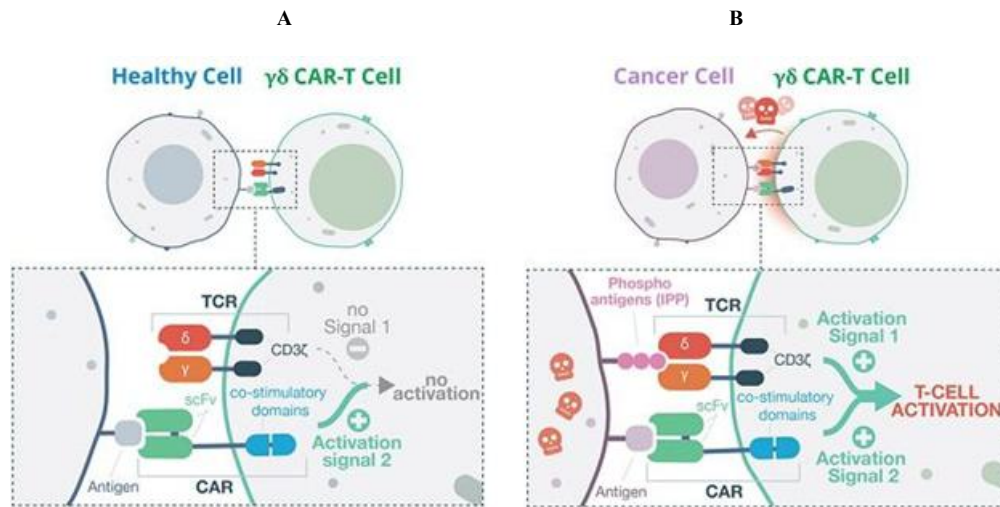 A
Healthy Cell
γδ CAR-T Cell
TCR
δ
γ
CD3ζ
no
Signal 1
no
activation
scFv
co-stimulatory
domains
Activation
signal 2
Antigen
CAR
B
Cancer Cell
γδ CAR-T Cell
Phospho
antigens (IPP)
TCR
δ
γ
CD3ζ
Activation
Signal 1
scFv
co-stimulatory
domains
T-CELL
ACTIVATION
Activation
Signal 2
Antigen
CAR